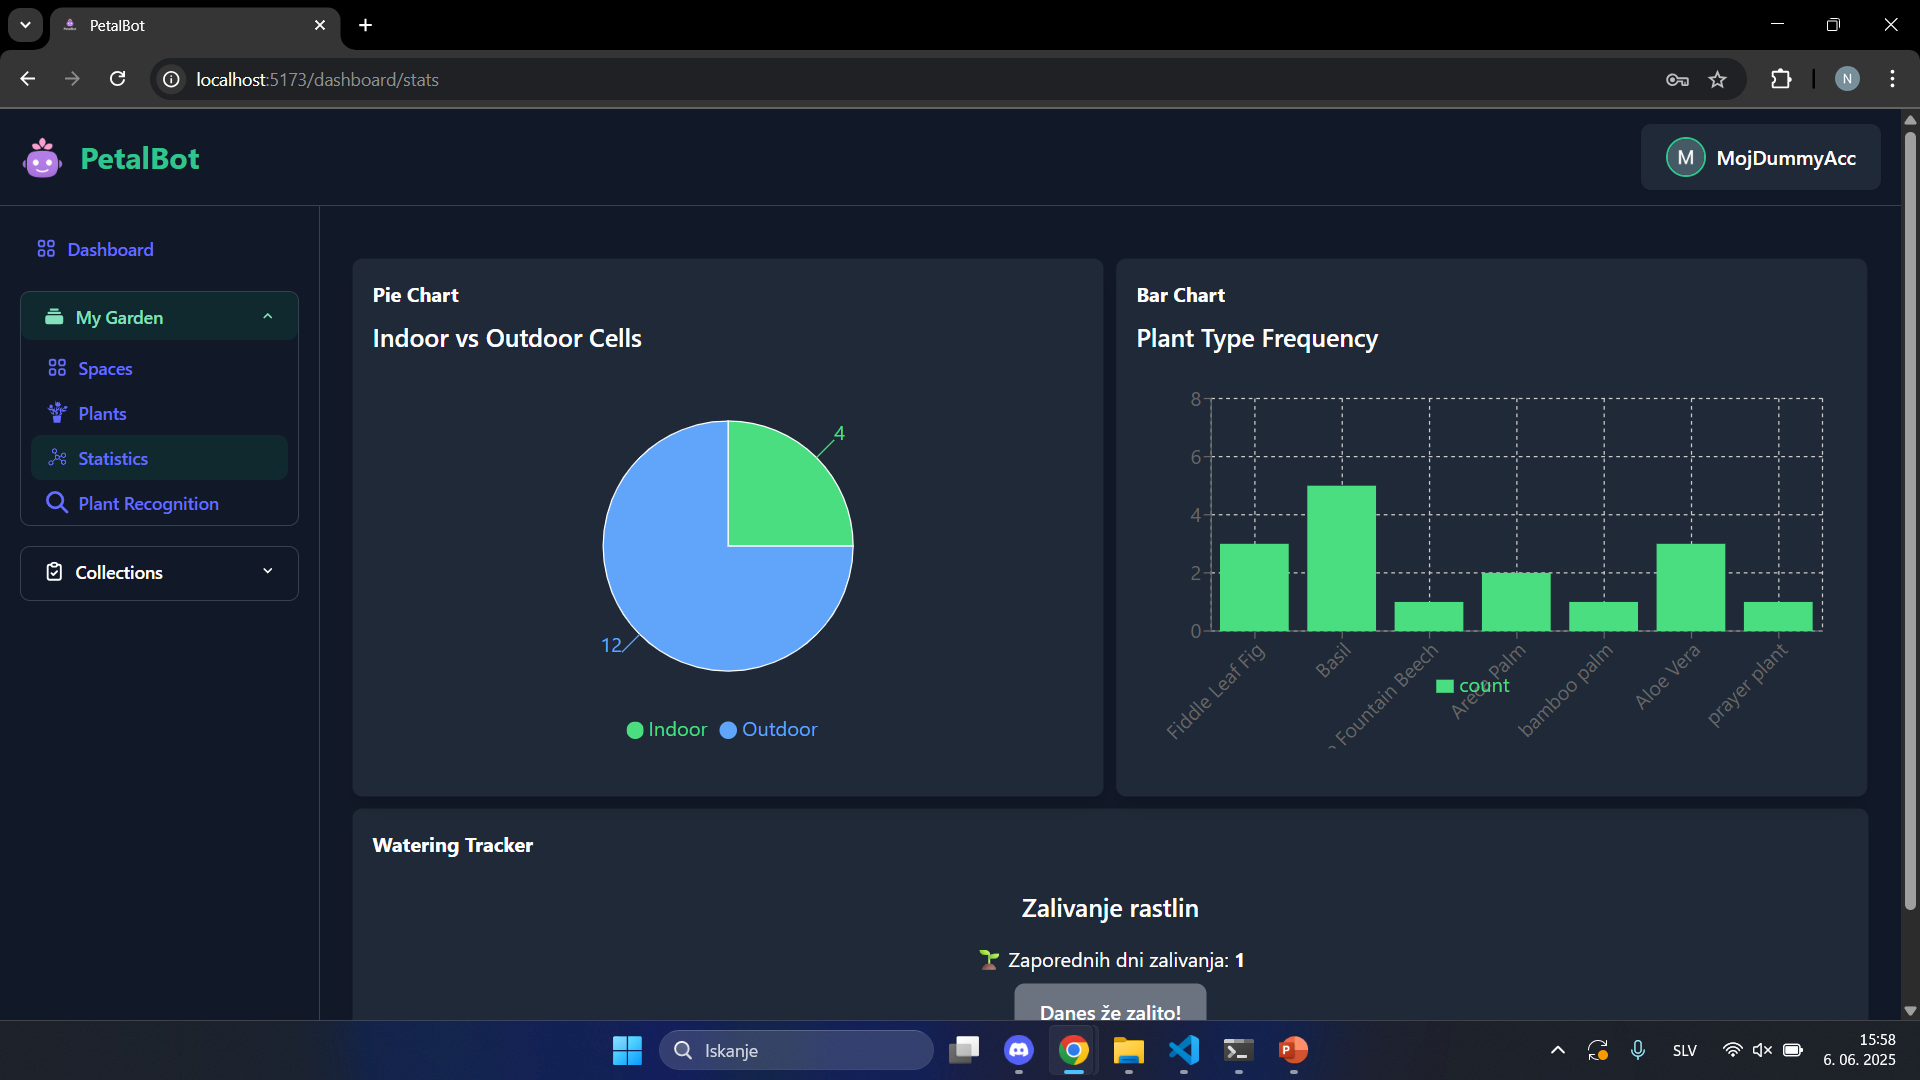 PetalBot
localhost:5173/dashboard/stats
N
PetalBot
M MojDummyAcc
Dashboard
My Garden
Spaces
Plants
Statistics
Plant Recognition
Collections
Pie Chart
Indoor vs Outdoor Cells
4
12
Indoor Outdoor
Bar Chart
Plant Type Frequency
8
6
4
2
0
Fiddle Leaf Fig
Basil
Fountain Beech
Areca Palm
bamboo palm
Aloe Vera
prayer plant
count
Watering Tracker
Zalivanje rastlin
🌱 Zaporednih dni zalivanja: 1
Danes že zalito!
Iskanje
SLV
15:58
6. 06. 2025